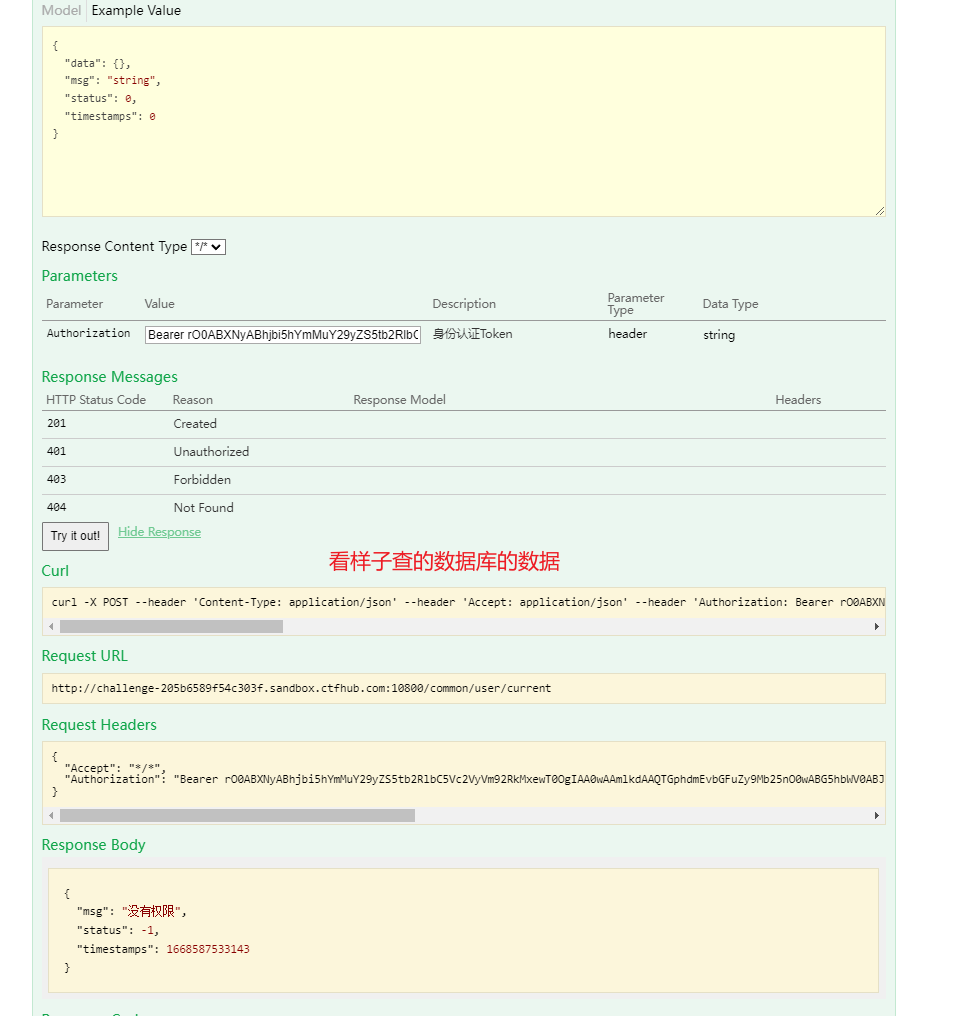 Model Example Value
{
"data": {},
"msg": "string",
"status": 0,
"timestamps": 0
}
Response Content Type */*
Parameters
Parameter Value Description Parameter Type Data Type
Authorization Bearer rO0ABXNyABhjbi5hYmMuY29yZS5tb2RlbC 身份认证Token header string
Response Messages
HTTP Status Code Reason Response Model Headers
201 Created
401 Unauthorized
403 Forbidden
404 Not Found
Try it out! Hide Response
看样子查的数据库的数据
Curl
curl -X POST --header 'Content-Type: application/json' --header 'Accept: application/json' --header 'Authorization: Bearer rO0ABXN
Request URL
http://challenge-205b6589f54c303f.sandbox.ctfhub.com:10800/common/user/current
Request Headers
{
"Accept": "*/*",
"Authorization": "Bearer rO0ABXNyABhjbi5hYmMuY29yZS5tb2RlbC5Vc2VyVm92RkMxewT0OgIAA0wAAmlkdAAQTGphdmEvbGFuZy9Mb25nO0wABG5hbWV0ABJ
}
Response Body
{
"msg": "没有权限",
"status": -1,
"timestamps": 1668587533143
}